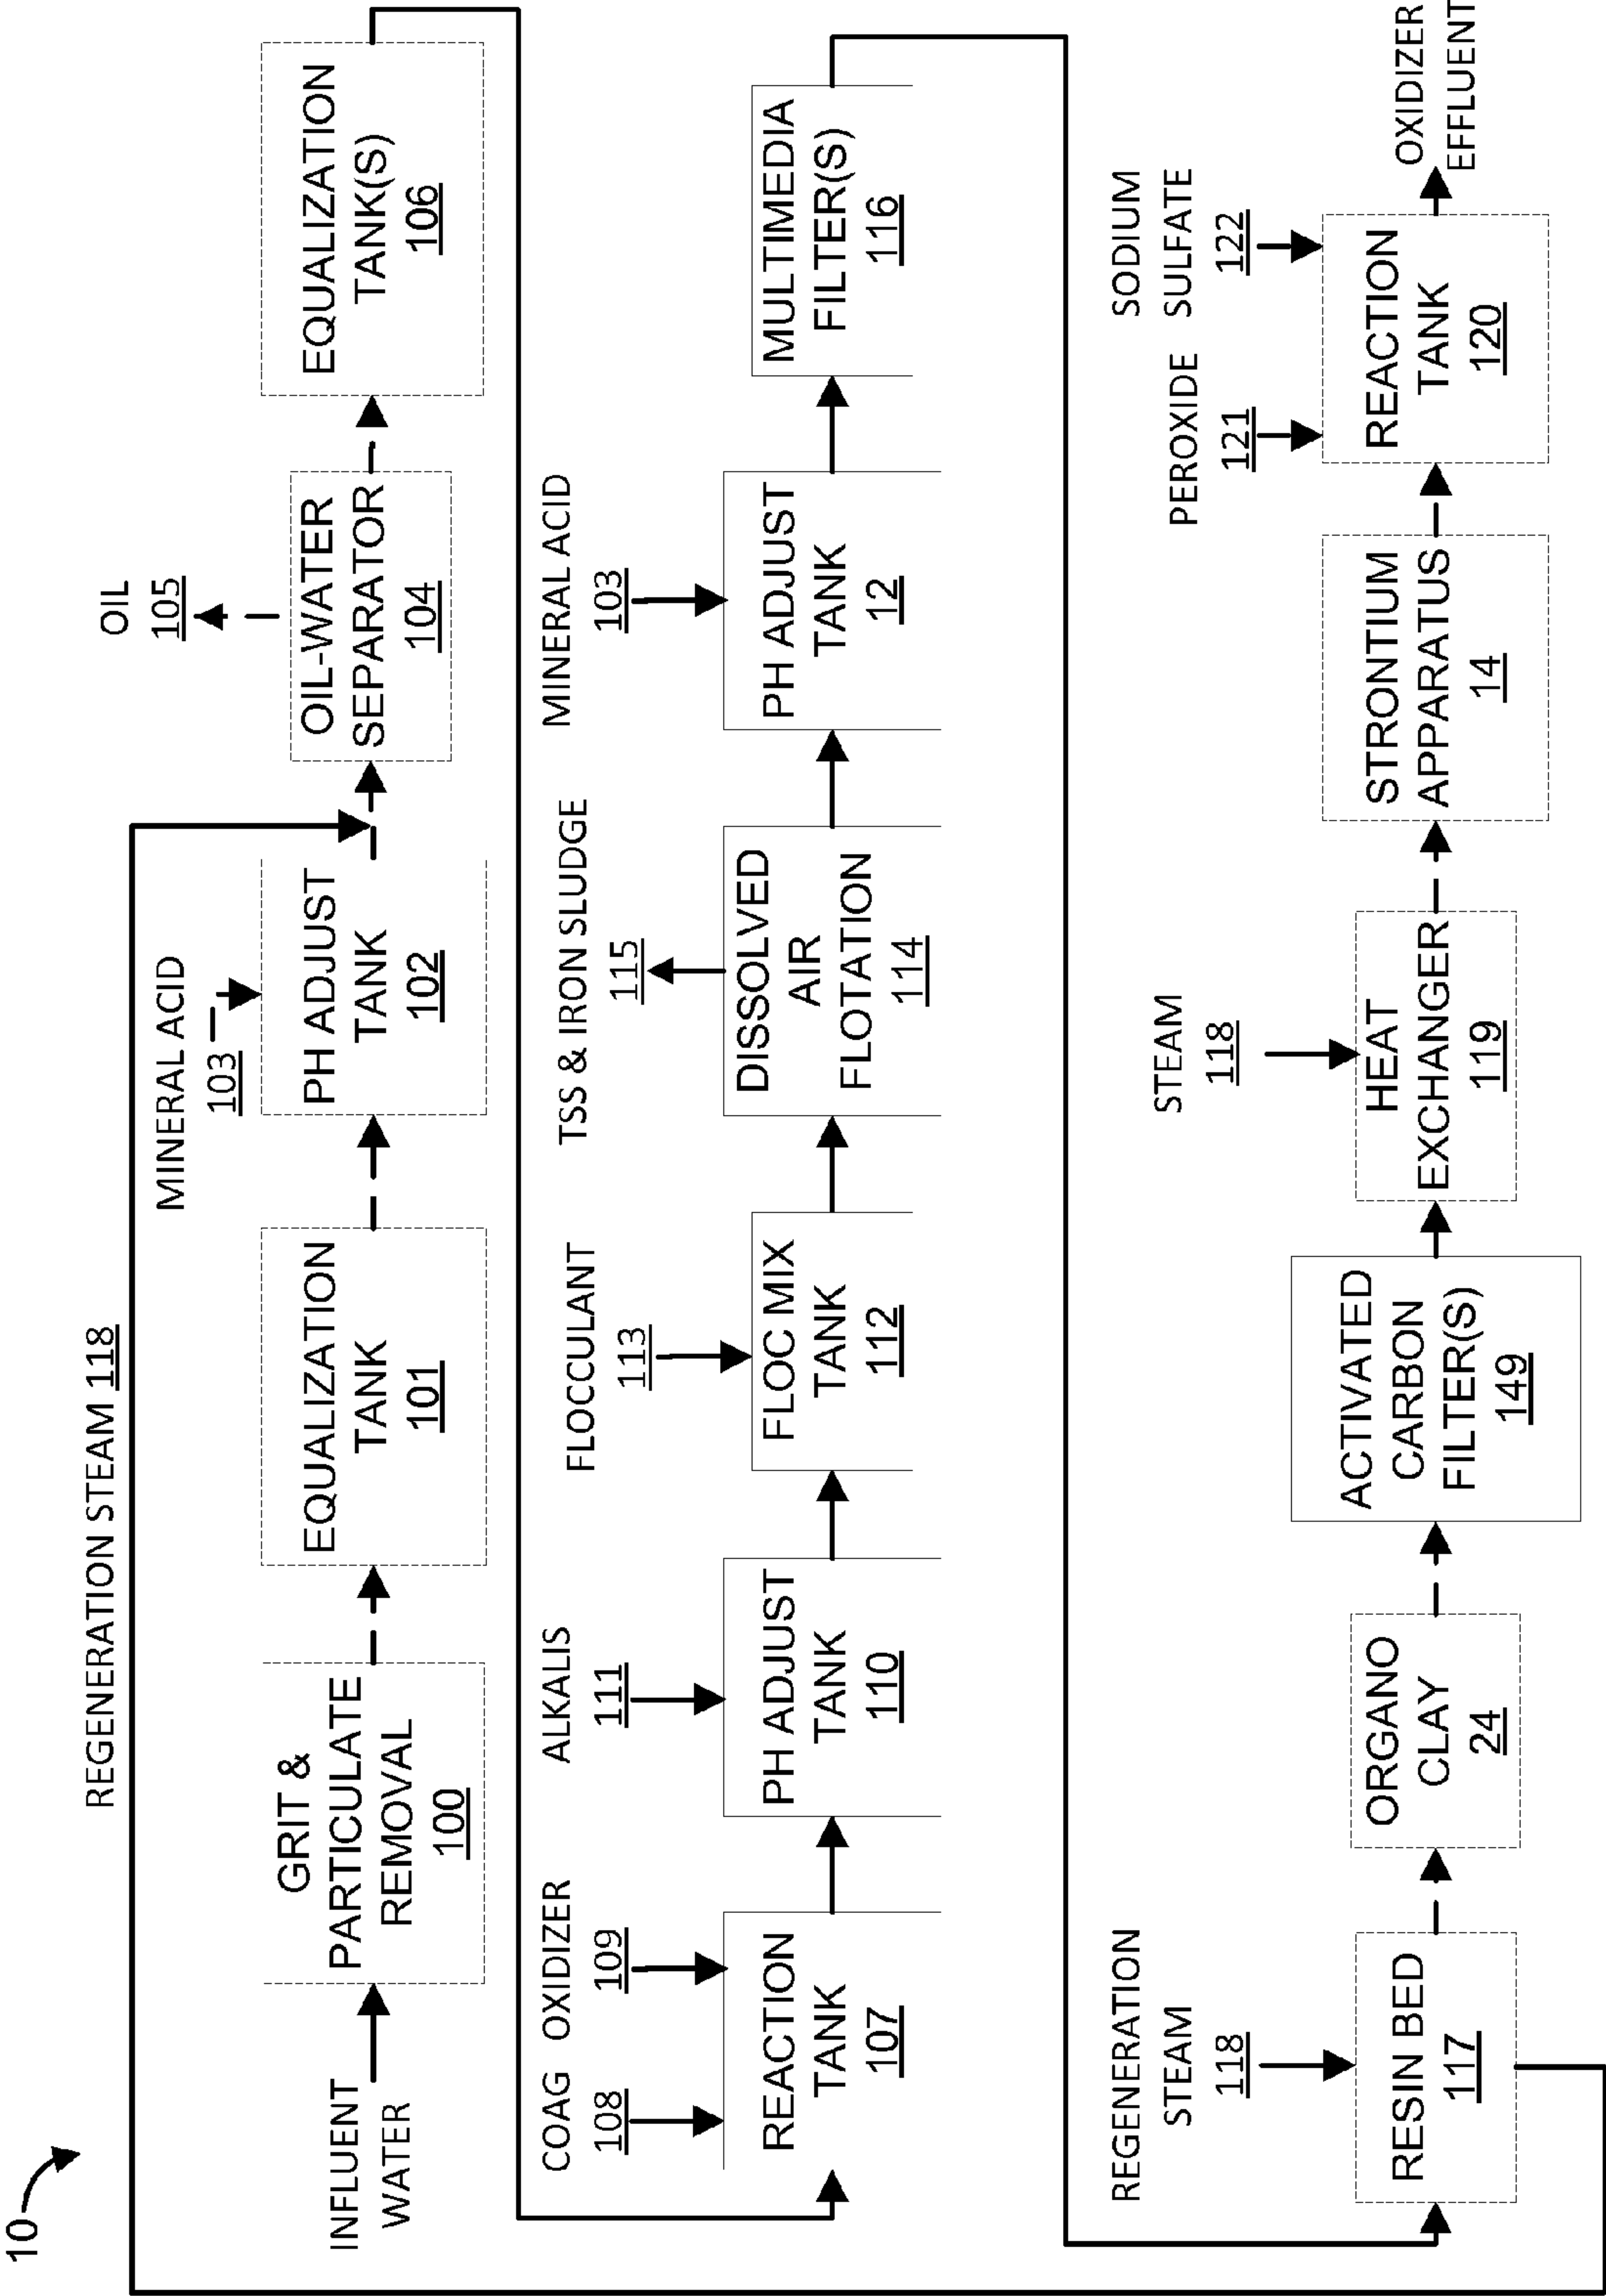 10
REGENERATION STEAM 118
INFLUENT
WATER
GRIT &
PARTICULATE
REMOVAL
100
EQUALIZATION
TANK
101
MINERAL ACID
103
PH ADJUST
TANK
102
OIL
105
OIL-WATER
SEPARATOR
104
EQUALIZATION
TANK(S)
106
COAG
108
OXIDIZER
109
REACTION
TANK
107
ALKALIS
111
PH ADJUST
TANK
110
FLOCCULANT
113
FLOC MIX
TANK
112
TSS & IRON SLUDGE
115
DISSOLVED
AIR
FLOTATION
114
MINERAL ACID
103
PH ADJUST
TANK
12
MULTIMEDIA
FILTER(S)
116
REGENERATION
STEAM
118
RESIN BED
117
ORGANO
CLAY
24
ACTIVATED
CARBON
FILTER(S)
149
STEAM
118
HEAT
EXCHANGER
119
STRONTIUM
APPARATUS
14
PEROXIDE
121
SODIUM
SULFATE
122
REACTION
TANK
120
OXIDIZER
EFFLUENT